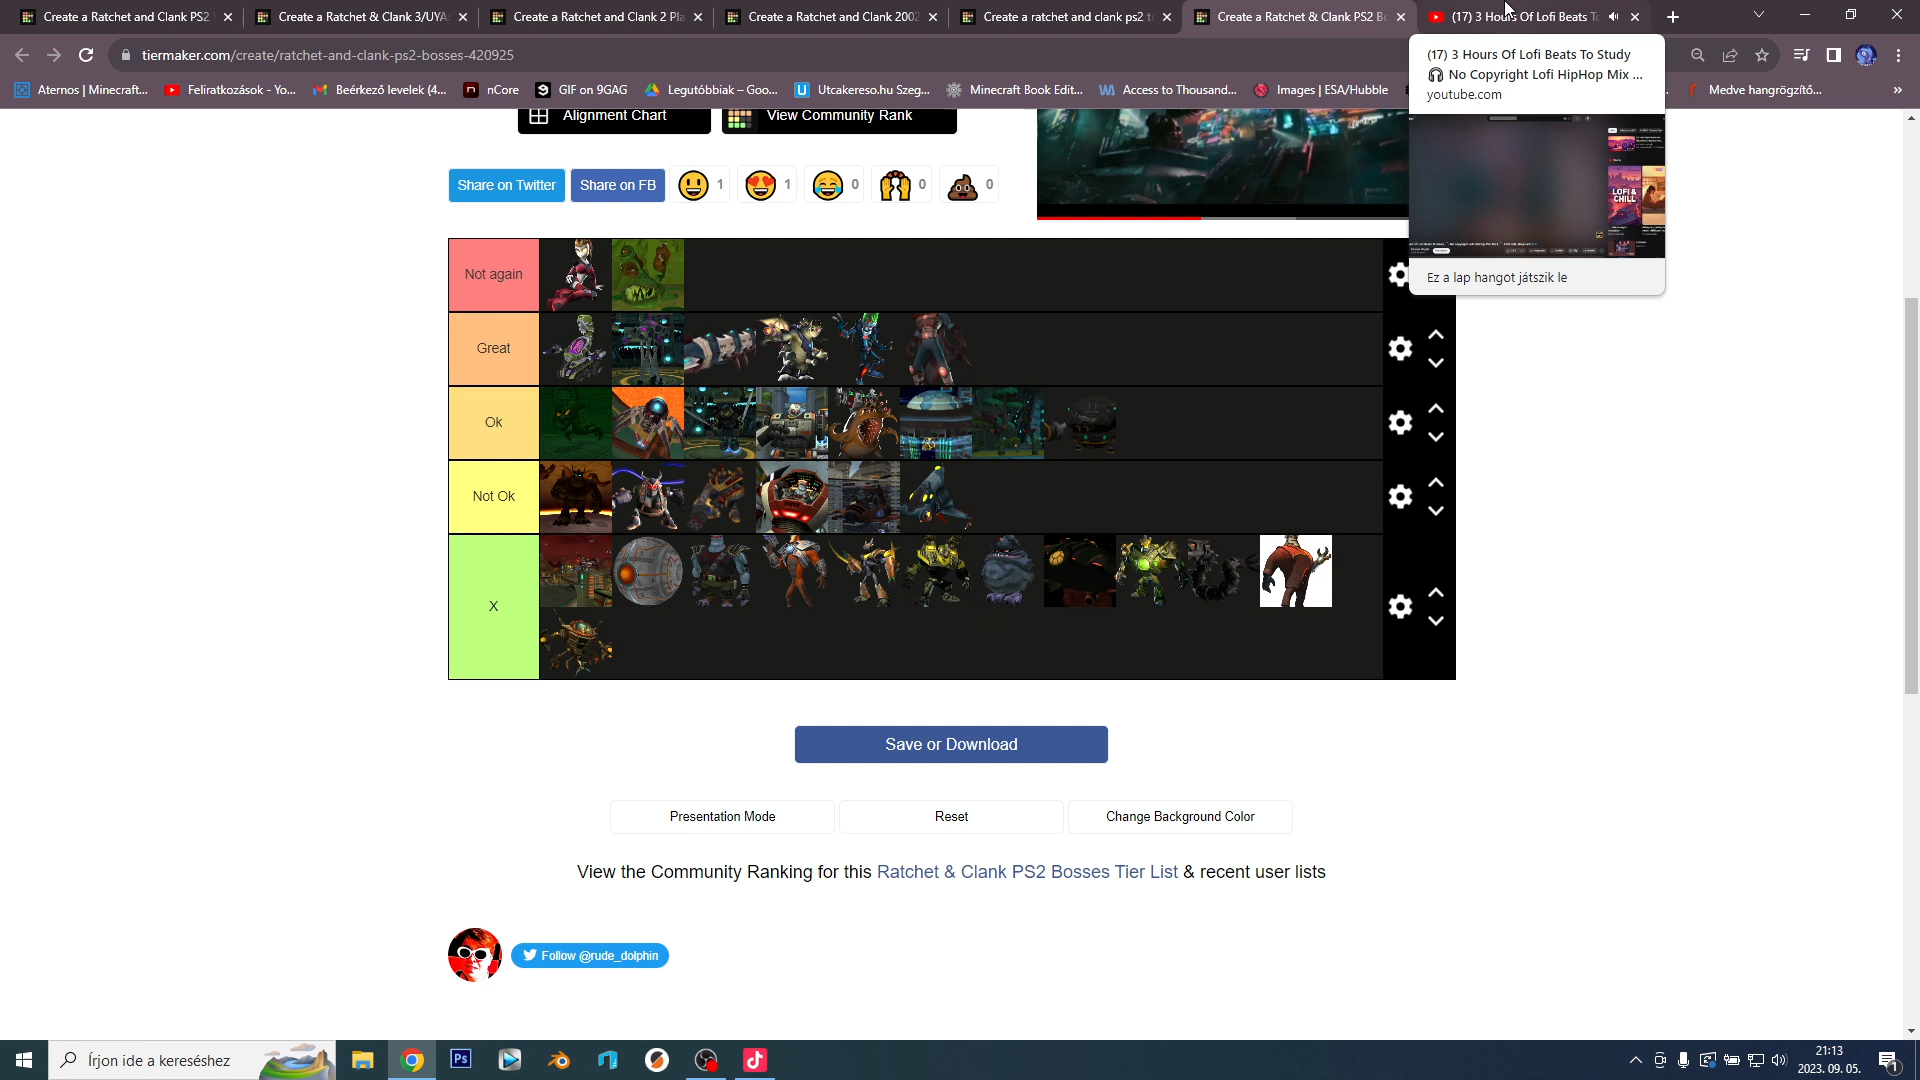 Create a Ratchet and Clank PS2
Create a Ratchet & Clank 3/UYA
Create a Ratchet and Clank 2 Pl
Create a Ratchet and Clank 2002
Create a ratchet and clank ps2 t
Create a Ratchet & Clank PS2 B
(17) 3 Hours Of Lofi Beats T
tiermaker.com/create/ratchet-and-clank-ps2-bosses-420925
Aternos | Minecraft...
Feliratkozások - Yo...
Beérkező levelek (4...
nCore
GIF on 9GAG
Legutóbbiak – Goo...
Utcakereso.hu Szeg...
Minecraft Book Edit...
Access to Thousand...
Images | ESA/Hubble
Medve hangrögzítő...
»
(17) 3 Hours Of Lofi Beats To Study
No Copyright Lofi HipHop Mix ...
youtube.com
LOFI &
CHILL
Ez a lap hangot játszik le
Alignment Chart
View Community Rank
Share on Twitter
Share on FB
1
1
0
0
0
Not again
Great
Ok
Not Ok
X
Save or Download
Presentation Mode
Reset
Change Background Color
View the Community Ranking for this Ratchet & Clank PS2 Bosses Tier List & recent user lists
Follow @rude_dolphin
Írjon ide a kereséshez
Ps
21:13
2023. 09. 05.
1